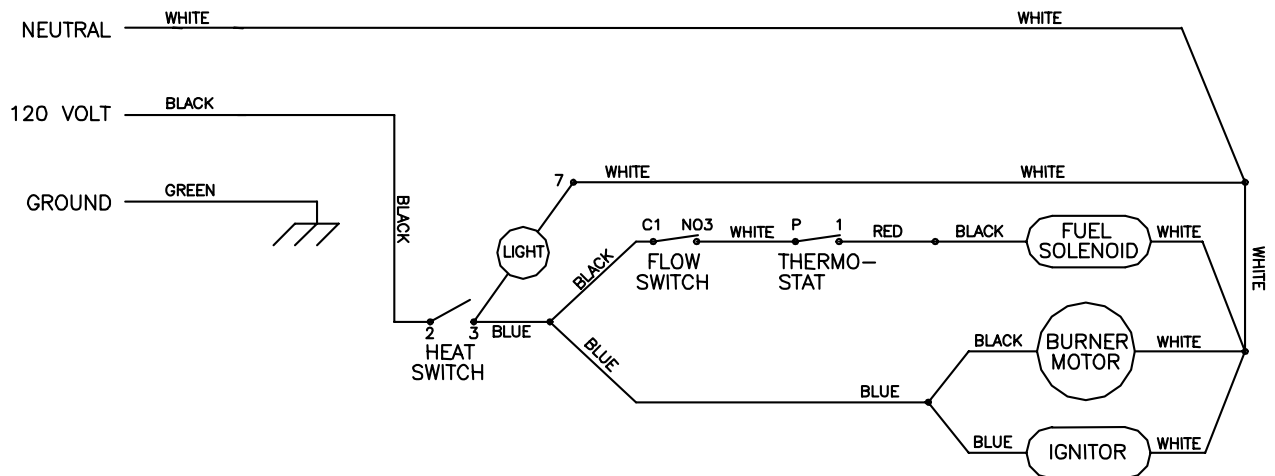 WHITE
WHITE
NEUTRAL
120 VOLT
BLACK
GROUND
GREEN
BLACK
7
WHITE
WHITE
LIGHT
BLACK
C1
NO3
FLOW
SWITCH
WHITE
P
1
THERMO-
STAT
RED
BLACK
FUEL
SOLENOID
WHITE
WHITE
2
3
HEAT
SWITCH
BLUE
BLUE
BLUE
BLACK
BURNER
MOTOR
WHITE
BLUE
IGNITOR
WHITE